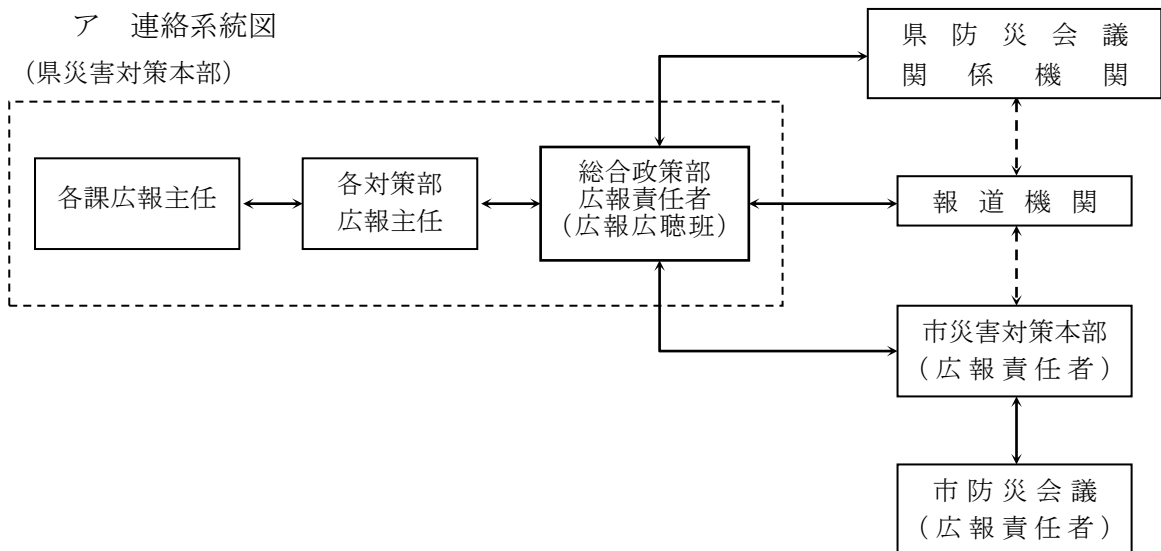 ア 連絡系統図
(県災害対策本部)
県防災会議
関係機関
各課広報主任
各対策部
広報主任
総合政策部
広報責任者
(広報広聴班)
報道機関
市災害対策本部
(広報責任者)
市防災会議
(広報責任者)